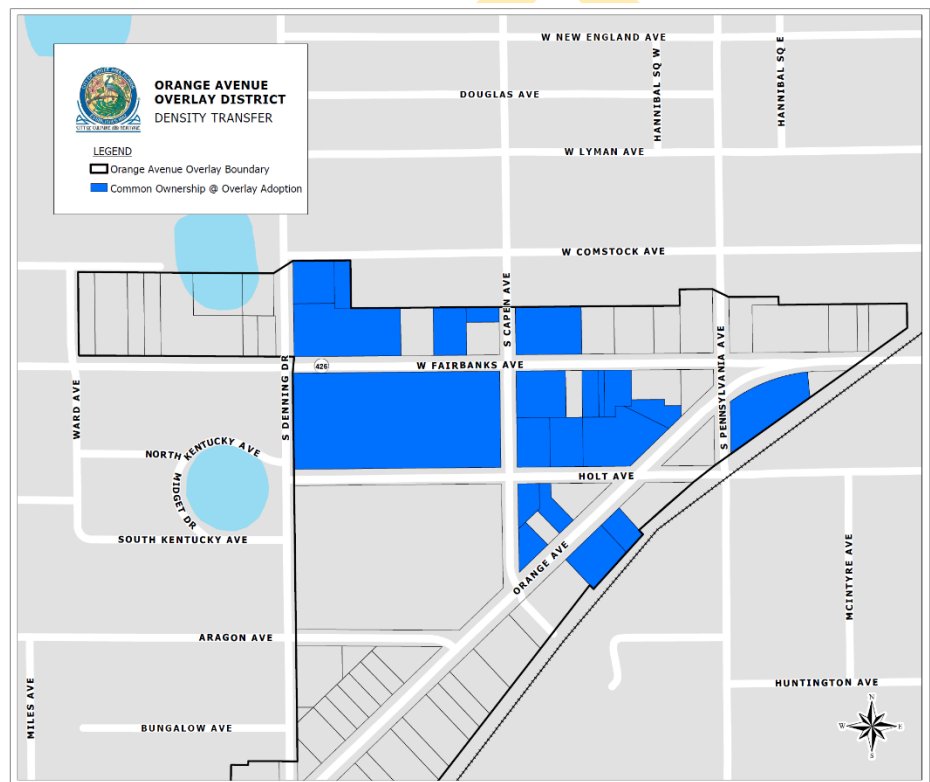 W NEW ENGLAND AVE
HANNIBAL SQ W
HANNIBAL SQ E
ORANGE AVENUE
OVERLAY DISTRICT
DENSITY TRANSFER
LEGEND
Orange Avenue Overlay Boundary
Common Ownership @ Overlay Adoption
DOUGLAS AVE
W LYMAN AVE
W COMSTOCK AVE
S CAPEN AVE
S PENNSYLVANIA AVE
426
W FAIRBANKS AVE
WARD AVE
S DENNING DR
NORTH KENTUCKY AVE
MIDGET DR
HOLT AVE
SOUTH KENTUCKY AVE
ORANGE AVE
MCINTYRE AVE
ARAGON AVE
MILES AVE
HUNTINGTON AVE
BUNGALOW AVE
N
W
E
S